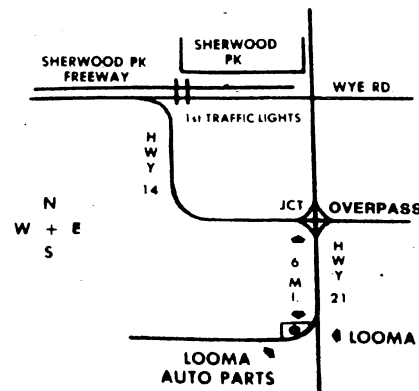 SHERWOOD PK
FREEWAY
SHERWOOD
PK
WYE RD.
1st TRAFFIC LIGHTS
HWY
14
N
W + E
S
JCT
OVERPASS
6 MI.
HWY
21
LOOMA
LOOMA
AUTO PARTS